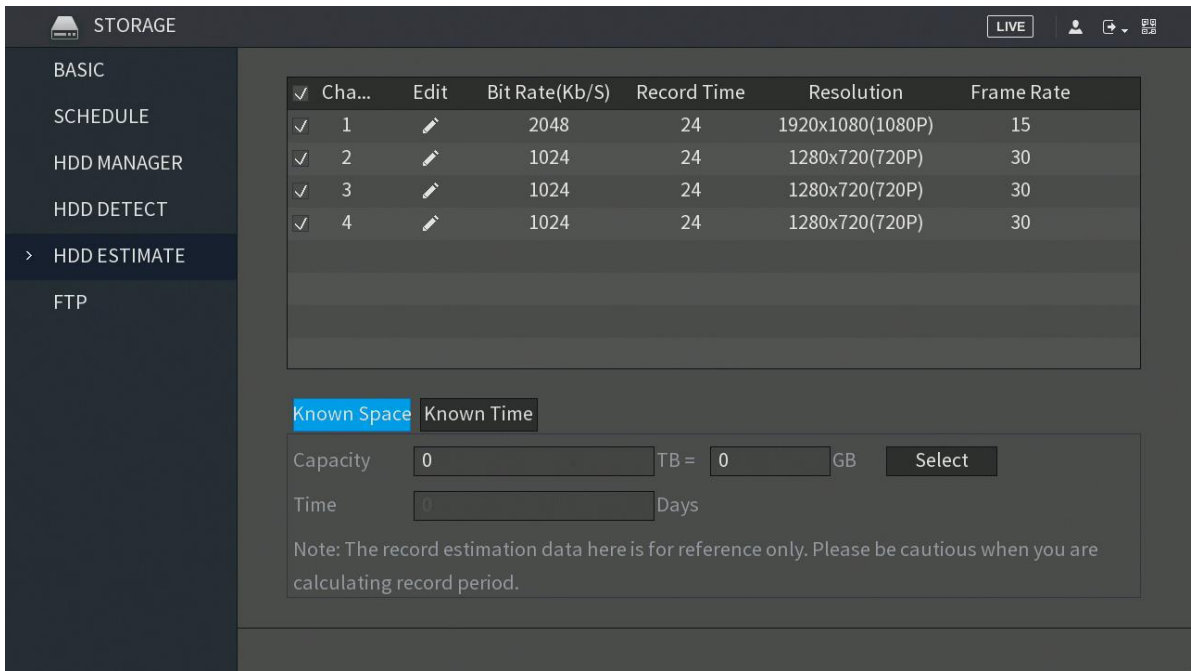 STORAGE LIVE
BASIC
SCHEDULE
HDD MANAGER
HDD DETECT
HDD ESTIMATE
FTP
Cha... Edit Bit Rate(Kb/S) Record Time Resolution Frame Rate
1 2048 24 1920x1080(1080P) 15
2 1024 24 1280x720(720P) 30
3 1024 24 1280x720(720P) 30
4 1024 24 1280x720(720P) 30
Known Space Known Time
Capacity 0 TB = 0 GB Select
Time 0 Days
Note: The record estimation data here is for reference only. Please be cautious when you are
calculating record period.